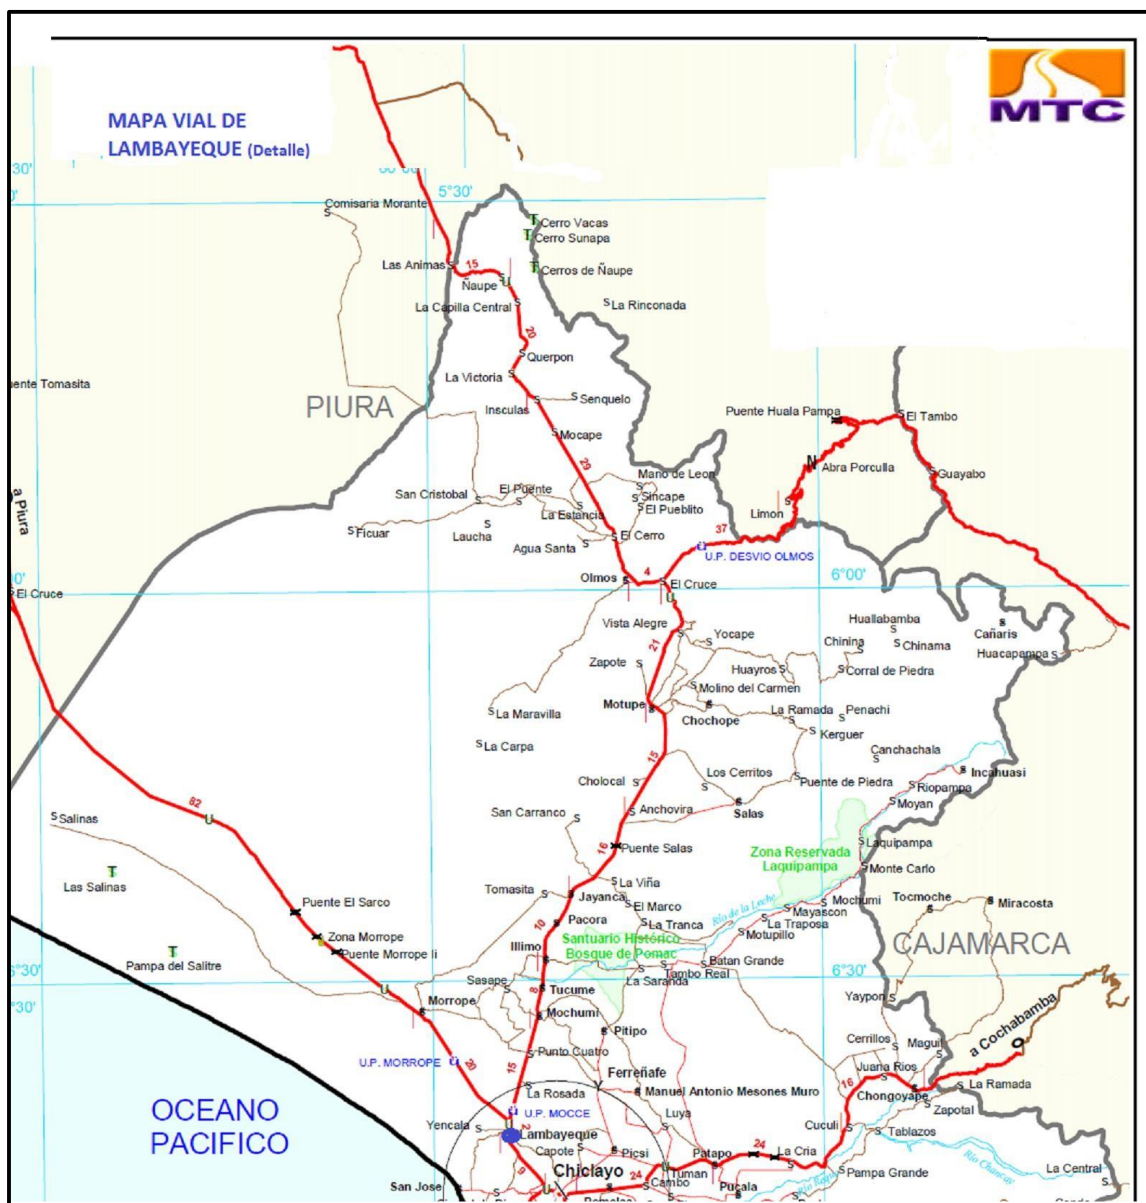 MTC
MAPA VIAL DE
LAMBAYEQUE (Detalle)
5°30'
Comisaria Morante
Cerro Vacas
Cerro Sunapa
Las Animas
15
Cerros de Ñaupe
Ñaupe
U
La Capilla Central
La Rinconada
20
Querpon
La Victoria
ente Tomasita
PIURA
Insculas
Senquelo
Puente Huala Pampa
El Tambo
Mocape
29
N
Abra Porculla
Mano de Leon
Guayabo
San Cristobal
El Puente
Sincape
El Pueblito
La Estancia
Limon
a Piura
Ficuar
Laucha
Agua Santa
El Cerro
37
U.P. DESVIO OLMOS
Olmos
4
El Cruce
6°00'
El Cruce
U
Vista Alegre
Yocape
Huallabamba
Cañaris
Chinina
Chinama
Huacapampa
21
Zapote
Huayros
Corral de Piedra
Molino del Carmen
Motupe
Chochope
La Ramada
Penachi
La Maravilla
Kerguer
La Carpa
Canchachala
15
Los Cerritos
Puente de Piedra
Incahuasi
Cholocal
Riopampa
Moyan
82
U
Salinas
San Carranco
Anchovira
Salas
16
Puente Salas
Zona Reservada
Laquipampa
Laquipampa
T
Las Salinas
La Viña
Monte Carlo
Tomasita
Jayanca
El Marco
Mochumi
Tocmoche
Miracosta
Puente El Sarco
Río de la Leche
Mayascon
10
Pacora
La Tranca
La Traposa
Zona Morrope
Santuario Histórico
Bosque de Pomac
Motupillo
CAJAMARCA
Puente Morrope Ii
Illimo
T
Pampa del Salitre
Batan Grande
Tambo Real
La Saranda
6°30'
Sasape
8
Tucume
U
Morrope
Mochumi
Yaypon
Pitipo
a Cochabamba
Cerrillos
Maguit
Punto Cuatro
U.P. MORROPE
20
15
Ferreñafe
Juana Rios
16
La Rosada
Manuel Antonio Mesones Muro
Chongoyape
La Ramada
OCEANO
PACIFICO
U.P. MOCCE
Zapotal
Yencala
2
Lambayeque
Luya
Cuculi
Tablazos
Capote
Picsi
Patapo
24
La Cria
Río Chancay
Chiclayo
9
24
Tuman
Pampa Grande
La Central
San Jose
Cambo
Pucala